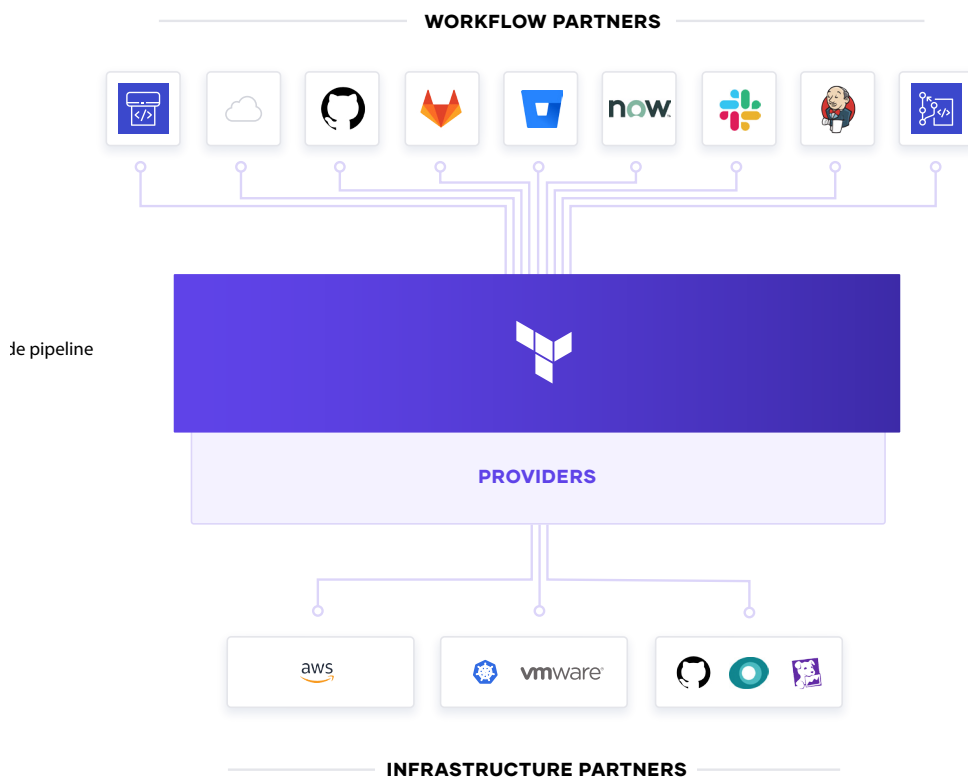 WORKFLOW PARTNERS
</>
now
</>
de pipeline
PROVIDERS
aws
vmware
INFRASTRUCTURE PARTNERS